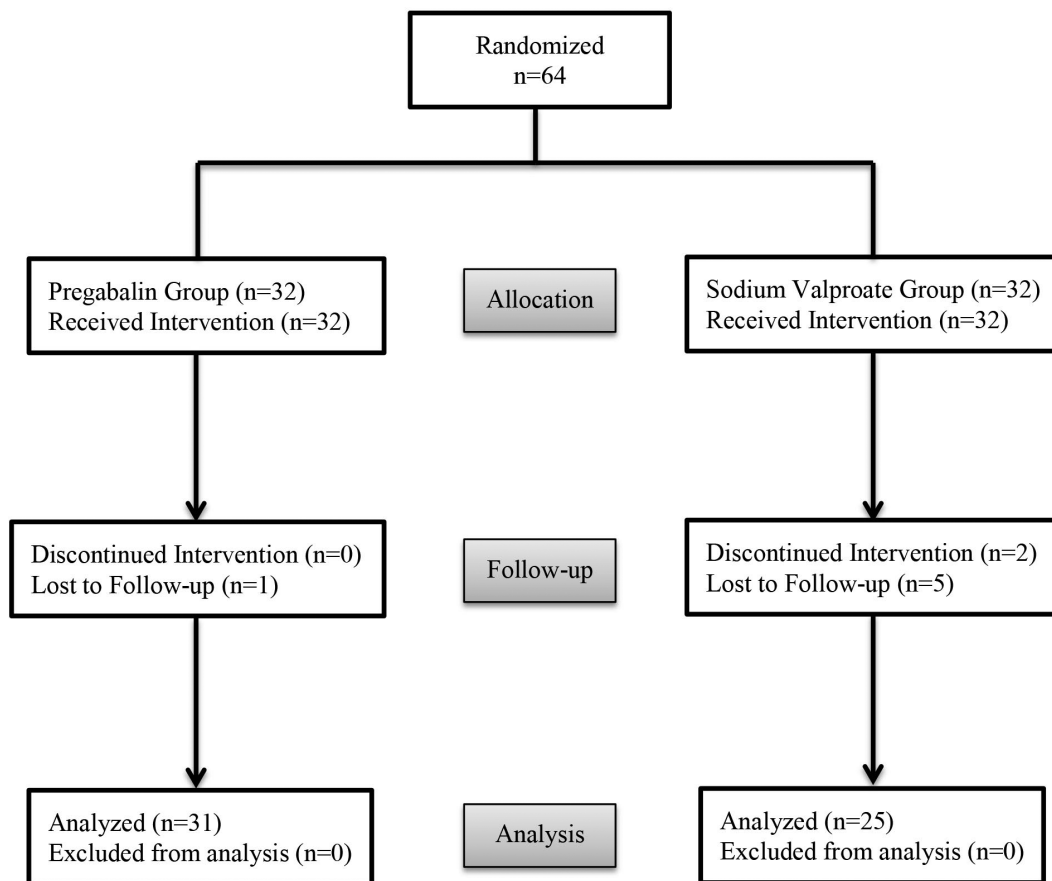 Randomized
n=64
Pregabalin Group (n=32)
Received Intervention (n=32)
Allocation
Sodium Valproate Group (n=32)
Received Intervention (n=32)
Discontinued Intervention (n=0)
Lost to Follow-up (n=1)
Follow-up
Discontinued Intervention (n=2)
Lost to Follow-up (n=5)
Analyzed (n=31)
Excluded from analysis (n=0)
Analysis
Analyzed (n=25)
Excluded from analysis (n=0)